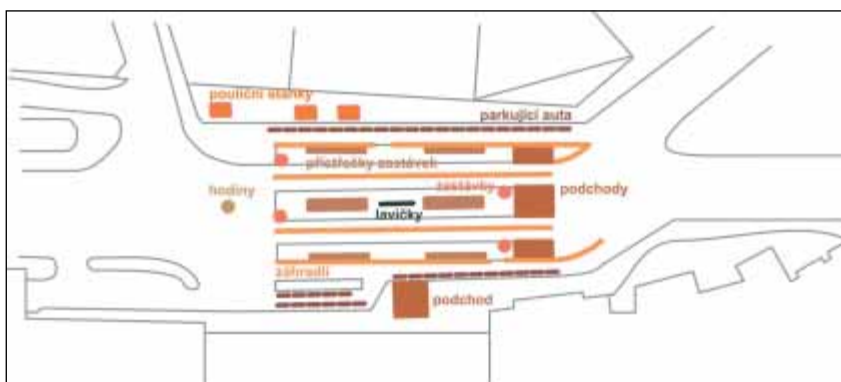 pouliční stánky
parkující auta
přístřešky zastávek
zastávky
hodiny
podchody
lavičky
zábradlí
podchod